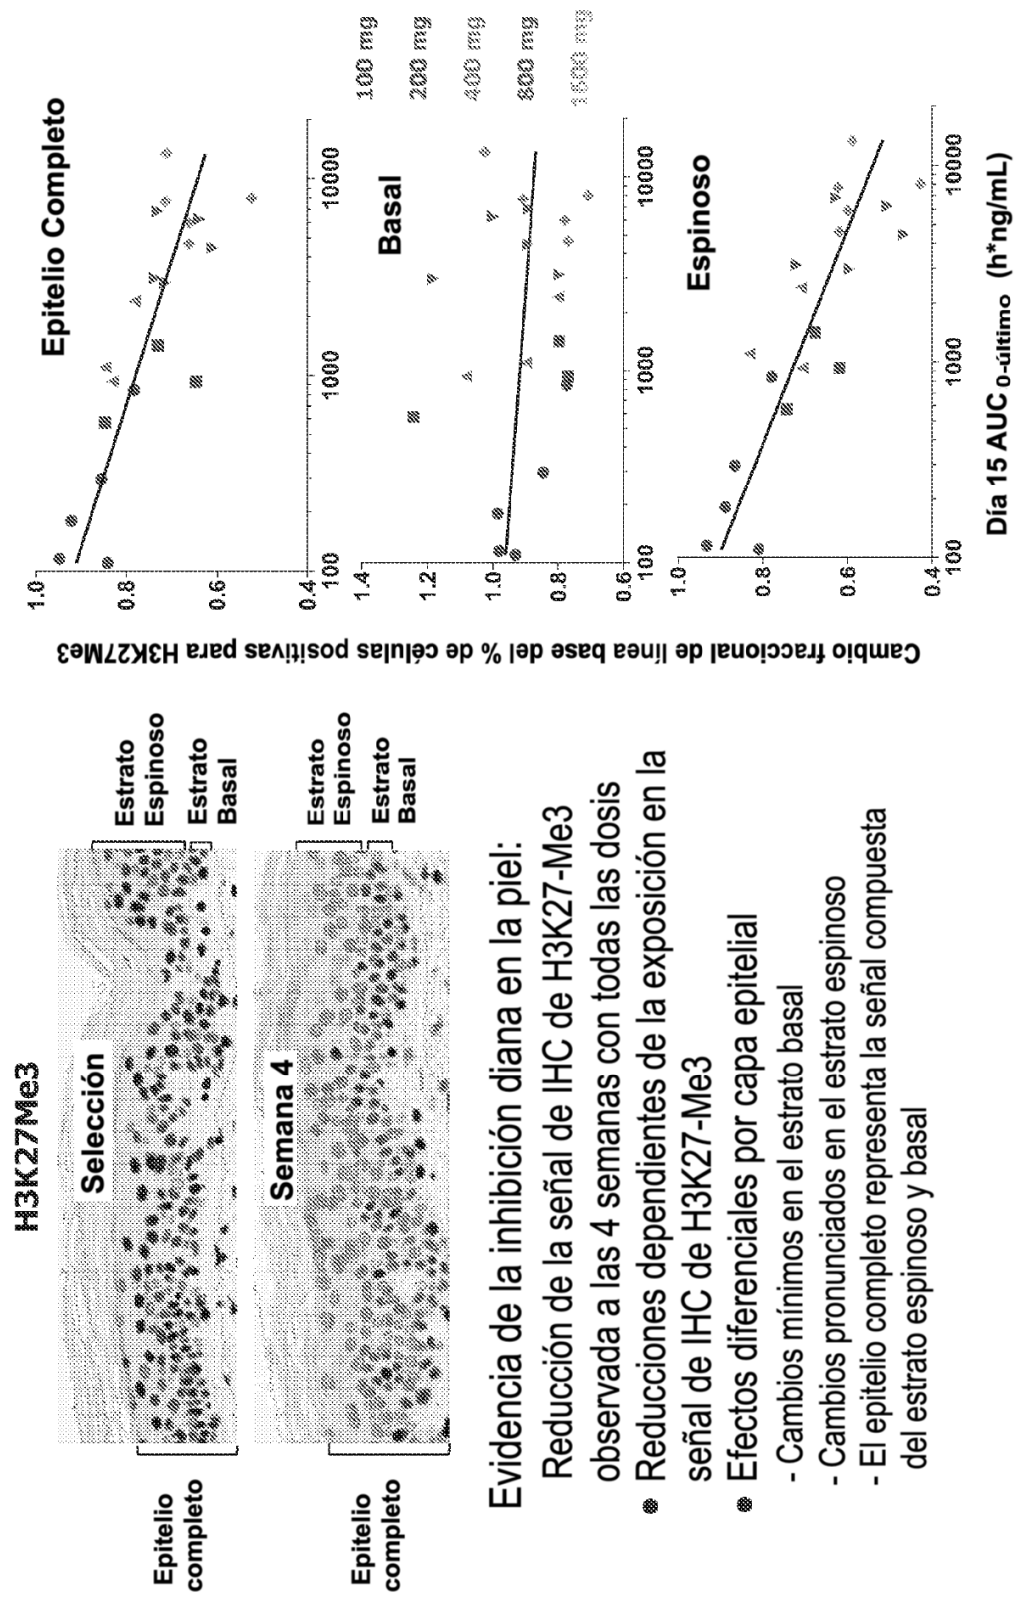 H3K27Me3
Selección
Epitelio
completo
Estrato
Espinoso
Estrato
Basal
Semana 4
Epitelio
completo
Estrato
Espinoso
Estrato
Basal
Evidencia de la inhibición diana en la piel:
Reducción de la señal de IHC de H3K27-Me3
observada a las 4 semanas con todas las dosis
● Reducciones dependientes de la exposición en la
señal de IHC de H3K27-Me3
● Efectos diferenciales por capa epitelial
- Cambios mínimos en el estrato basal
- Cambios pronunciados en el estrato espinoso
- El epitelio completo representa la señal compuesta
del estrato espinoso y basal
Cambio fraccional de línea base del % de células positivas para H3K27Me3
Epitelio Completo
1.0
0.8
0.6
0.4
100
1000
10000
Basal
1.4
1.2
1.0
0.8
0.6
100
1000
10000
100 mg
200 mg
400 mg
800 mg
1600 mg
Espinoso
1.0
0.8
0.6
0.4
100
1000
10000
Día 15 AUC 0-último (h*ng/mL)